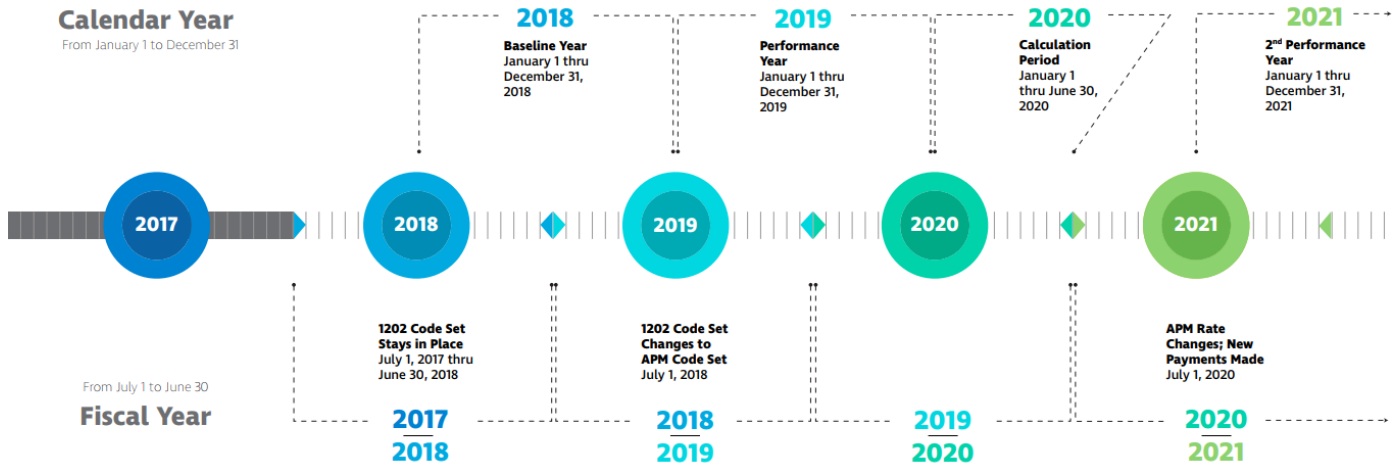 Calendar Year
From January 1 to December 31
2018
Baseline Year
January 1 thru
December 31,
2018
2019
Performance
Year
January 1 thru
December 31,
2019
2020
Calculation
Period
January 1
thru June 30,
2020
2021
2nd Performance
Year
January 1 thru
December 31,
2021
2017
2018
2019
2020
2021
1202 Code Set
Stays in Place
July 1, 2017 thru
June 30, 2018
1202 Code Set
Changes to
APM Code Set
July 1, 2018
APM Rate
Changes; New
Payments Made
July 1, 2020
From July 1 to June 30
Fiscal Year
2017
2018
2018
2019
2019
2020
2020
2021